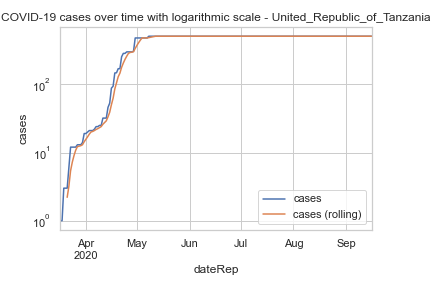 COVID-19 cases over time with logarithmic scale - United_Republic_of_Tanzania
cases
10²
10¹
10⁰
Apr
2020
May
Jun
Jul
Aug
Sep
dateRep
cases
cases (rolling)